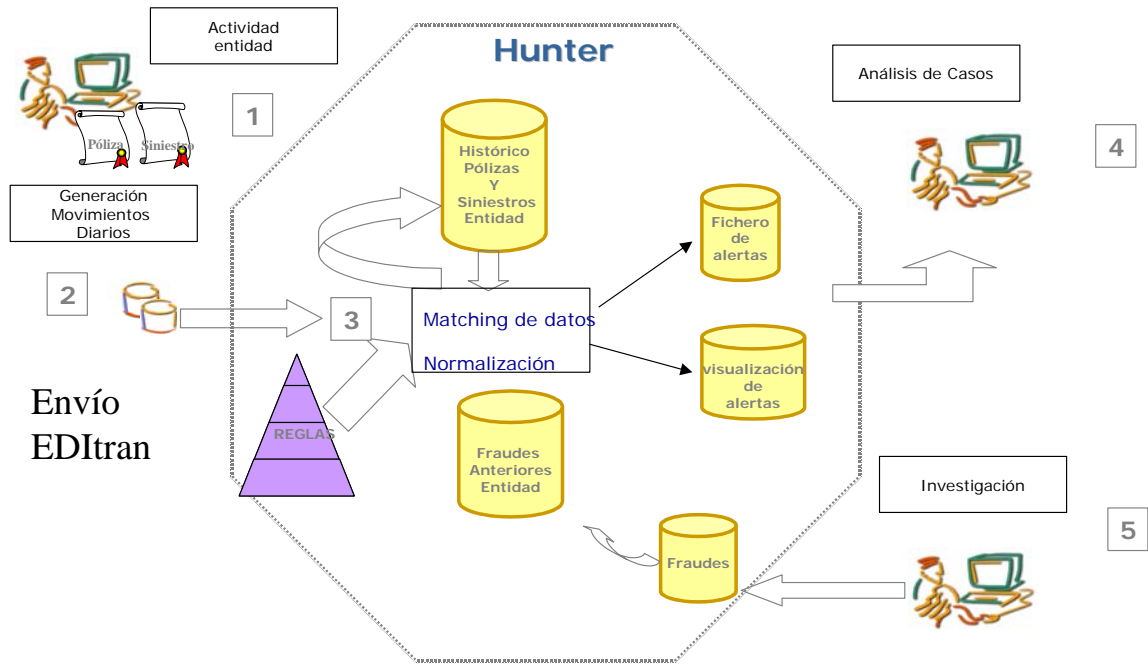 Actividad
entidad
Hunter
Análisis de Casos
1
Póliza
Siniestro
4
Histórico
Pólizas
Y
Siniestros
Entidad
Generación
Movimientos
Diarios
Fichero
de
alertas
2
3
Matching de datos
Normalización
visualización
de
alertas
Envío
EDItran
REGLAS
Fraudes
Anteriores
Entidad
Investigación
5
Fraudes